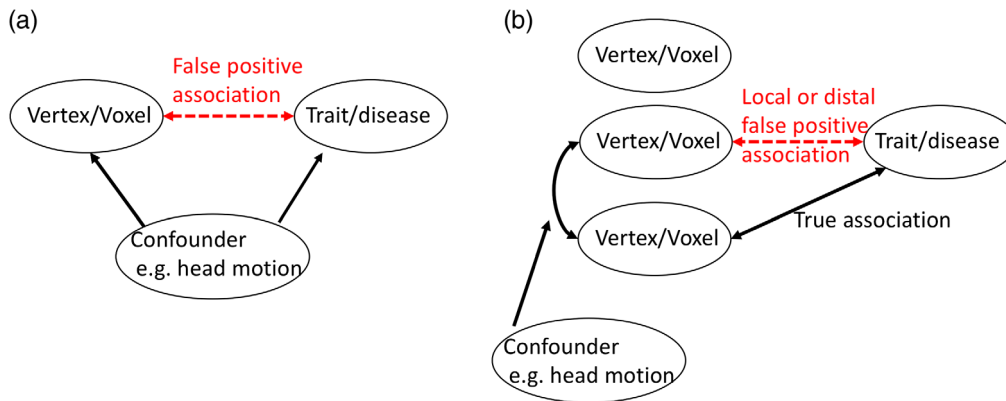 (a)
False positive
association
Vertex/Voxel
Trait/disease
Confounder
e.g. head motion
(b)
Vertex/Voxel
Local or distal
false positive
association
Vertex/Voxel
Trait/disease
Vertex/Voxel
True association
Confounder
e.g. head motion